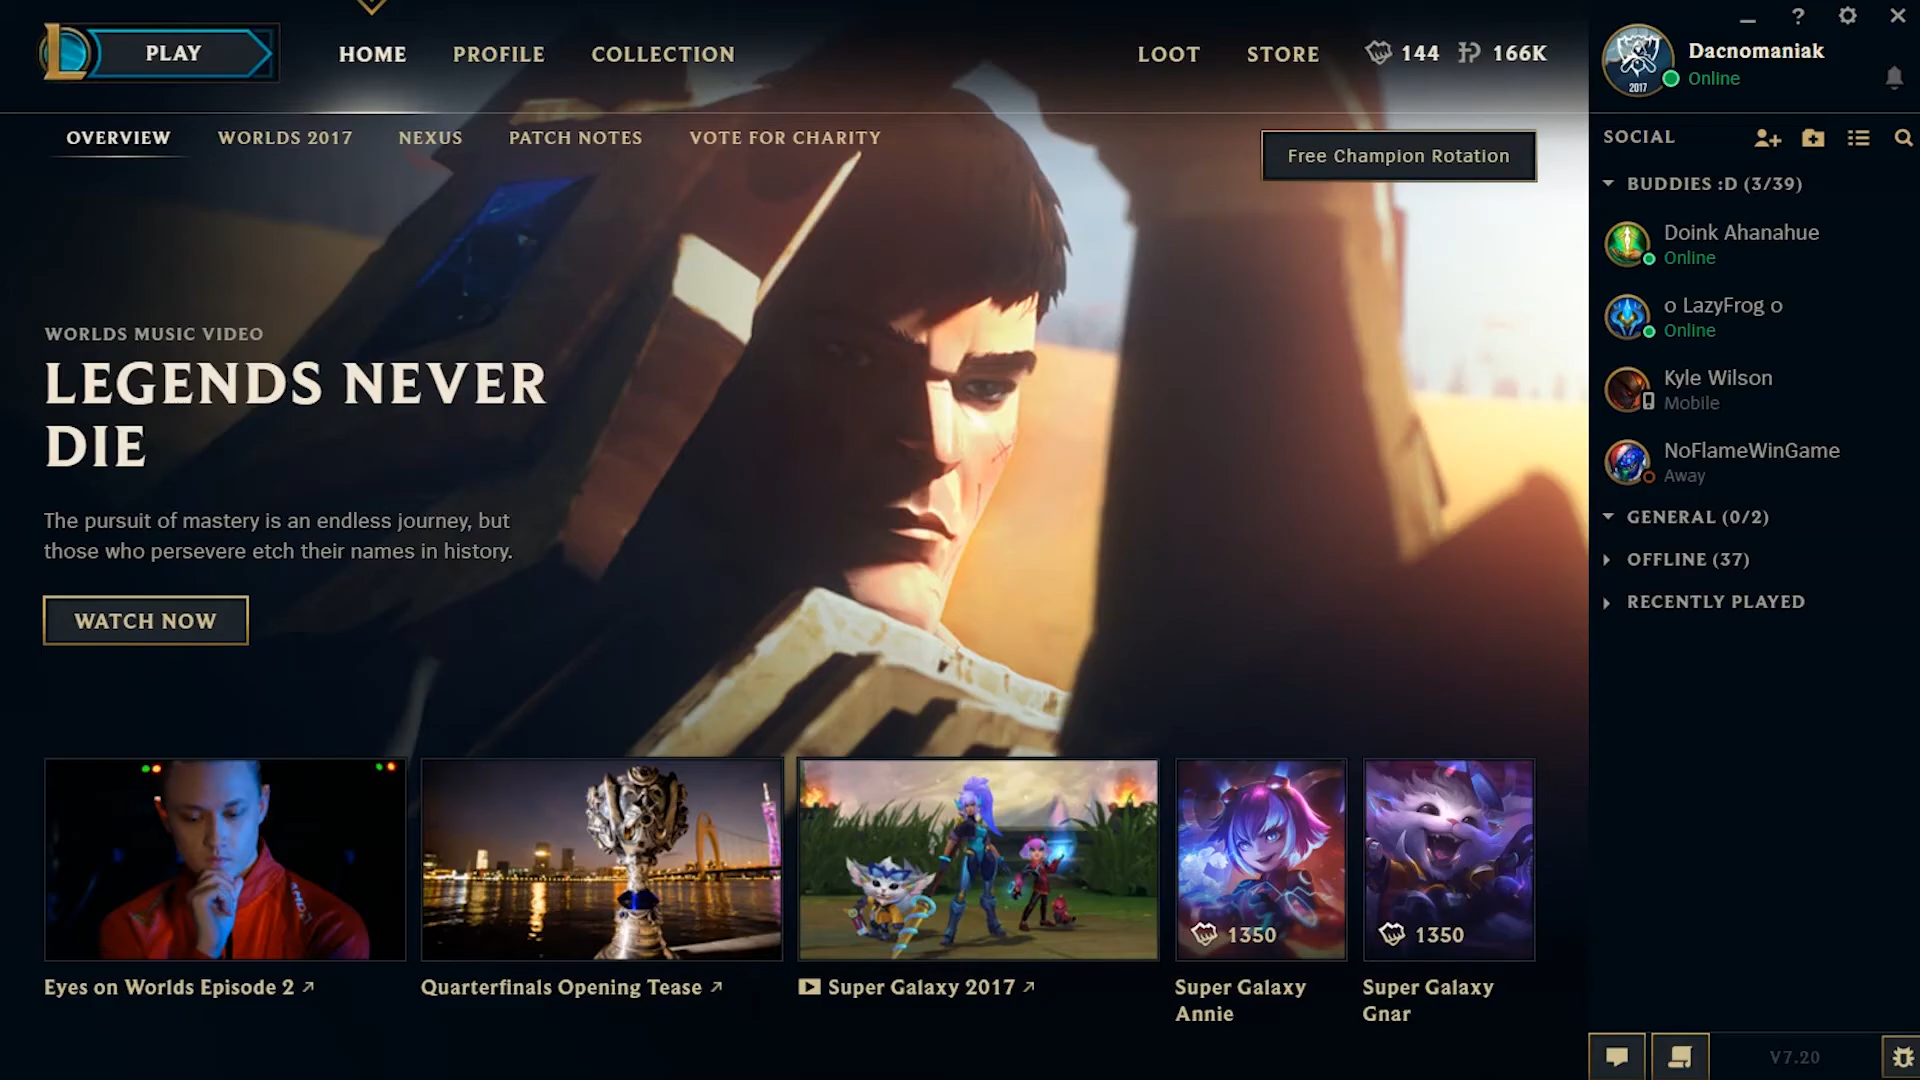 PLAY
HOME
PROFILE
COLLECTION
LOOT
STORE
144
166K
Dacnomaniak
Online
2017
OVERVIEW
WORLDS 2017
NEXUS
PATCH NOTES
VOTE FOR CHARITY
Free Champion Rotation
SOCIAL
BUDDIES :D (3/39)
Doink Ahanahue
Online
o LazyFrog o
Online
Kyle Wilson
Mobile
NoFlameWinGame
Away
GENERAL (0/2)
OFFLINE (37)
RECENTLY PLAYED
WORLDS MUSIC VIDEO
LEGENDS NEVER
DIE
The pursuit of mastery is an endless journey, but
those who persevere etch their names in history.
WATCH NOW
AMD
1350
1350
Eyes on Worlds Episode 2
Quarterfinals Opening Tease
Super Galaxy 2017
Super Galaxy
Annie
Super Galaxy
Gnar
V7.20